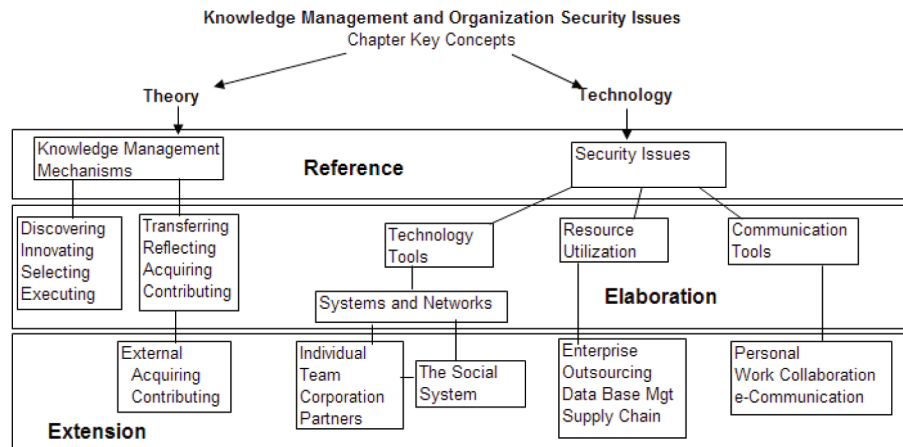 Knowledge Management and Organization Security Issues
Chapter Key Concepts
Theory
Technology
Knowledge Management
Mechanisms
Reference
Security Issues
Discovering
Innovating
Selecting
Executing
Transferring
Reflecting
Acquiring
Contributing
Technology
Tools
Resource
Utilization
Communication
Tools
Systems and Networks
Elaboration
External
Acquiring
Contributing
Individual
Team
Corporation
Partners
The Social
System
Enterprise
Outsourcing
Data Base Mgt
Supply Chain
Personal
Work Collaboration
e-Communication
Extension